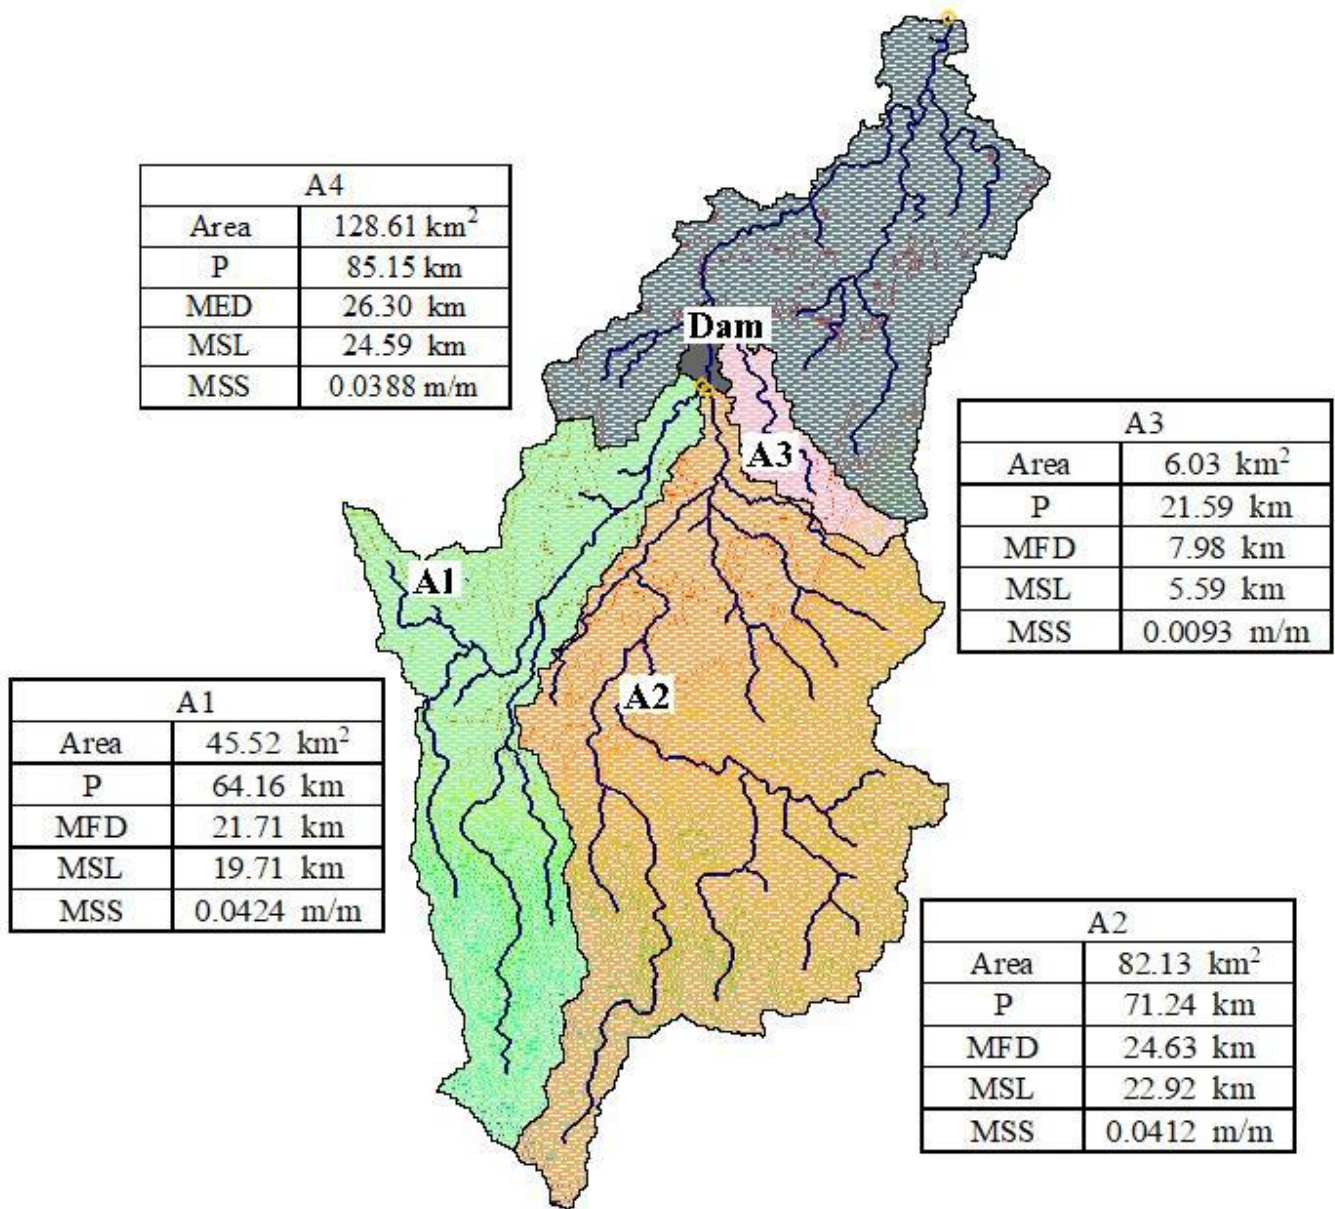 A4
Area 128.61 km²
P 85.15 km
MED 26.30 km
MSL 24.59 km
MSS 0.0388 m/m
Dam
A3
A3
Area 6.03 km²
P 21.59 km
MFD 7.98 km
MSL 5.59 km
MSS 0.0093 m/m
A1
A2
A1
Area 45.52 km²
P 64.16 km
MFD 21.71 km
MSL 19.71 km
MSS 0.0424 m/m
A2
Area 82.13 km²
P 71.24 km
MFD 24.63 km
MSL 22.92 km
MSS 0.0412 m/m